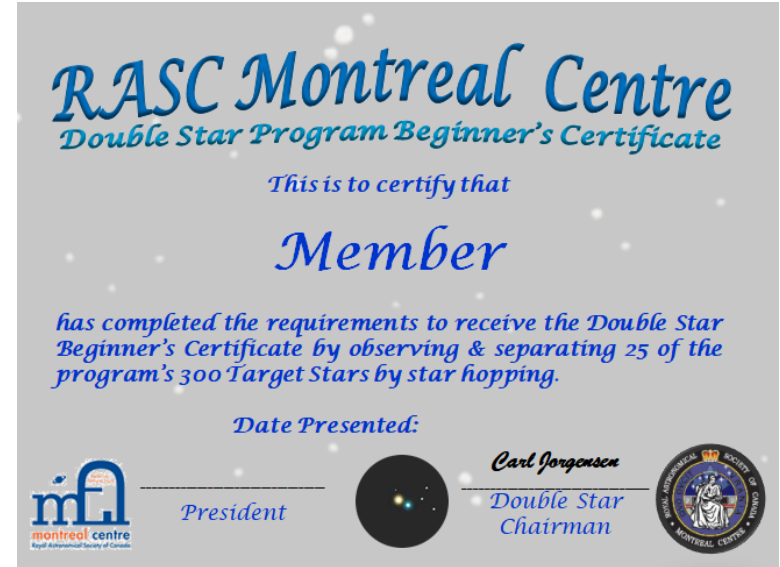 RASC Montreal Centre
Double Star Program Beginner's Certificate
This is to certify that
Member
has completed the requirements to receive the Double Star
Beginner's Certificate by observing & separating 25 of the
program's 300 Target Stars by star hopping.
Date Presented:
Carl Jorgensen
President
Double Star
Chairman
montreal centre
Royal Astronomical Society of Canada
ROYAL ASTRONOMICAL SOCIETY OF CANADA
MONTREAL CENTRE